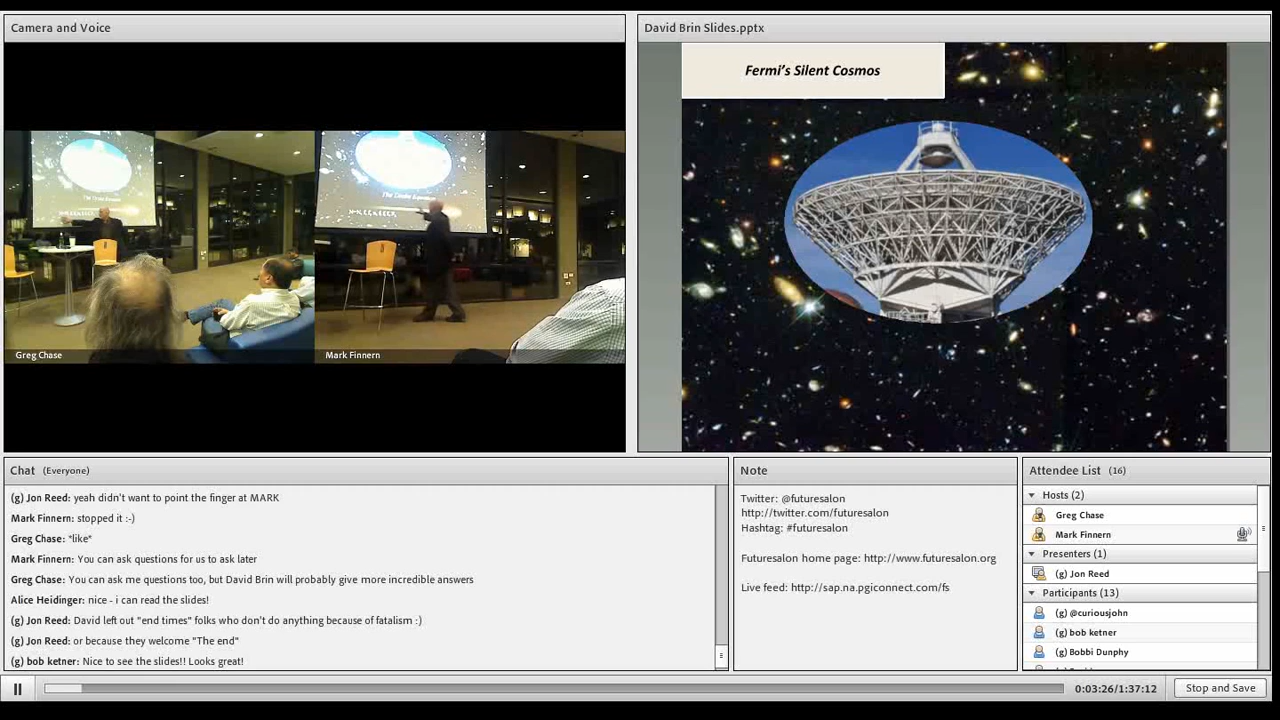 Camera and Voice
Greg Chase
Mark Finnern
David Brin Slides.pptx
Fermi's Silent Cosmos
Chat (Everyone)
(g) Jon Reed: yeah didn't want to point the finger at MARK
Mark Finnern: stopped it :-)
Greg Chase: *like*
Mark Finnern: You can ask questions for us to ask later
Greg Chase: You can ask me questions too, but David Brin will probably give more incredible answers
Alice Heidinger: nice - i can read the slides!
(g) Jon Reed: David left out "end times" folks who don't do anything because of fatalism :)
(g) Jon Reed: or because they welcome "The end"
(g) bob ketner: Nice to see the slides!! Looks great!
Note
Twitter: @futuresalon
http://twitter.com/futuresalon
Hashtag: #futuresalon
Futuresalon home page: http://www.futuresalon.org
Live feed: http://sap.na.pgiconnect.com/fs
Attendee List (16)
Hosts (2)
Greg Chase
Mark Finnern
Presenters (1)
(g) Jon Reed
Participants (13)
(g) @curiousjohn
(g) bob ketner
(g) Bobbi Dunphy
0:03:26/1:37:12
Stop and Save